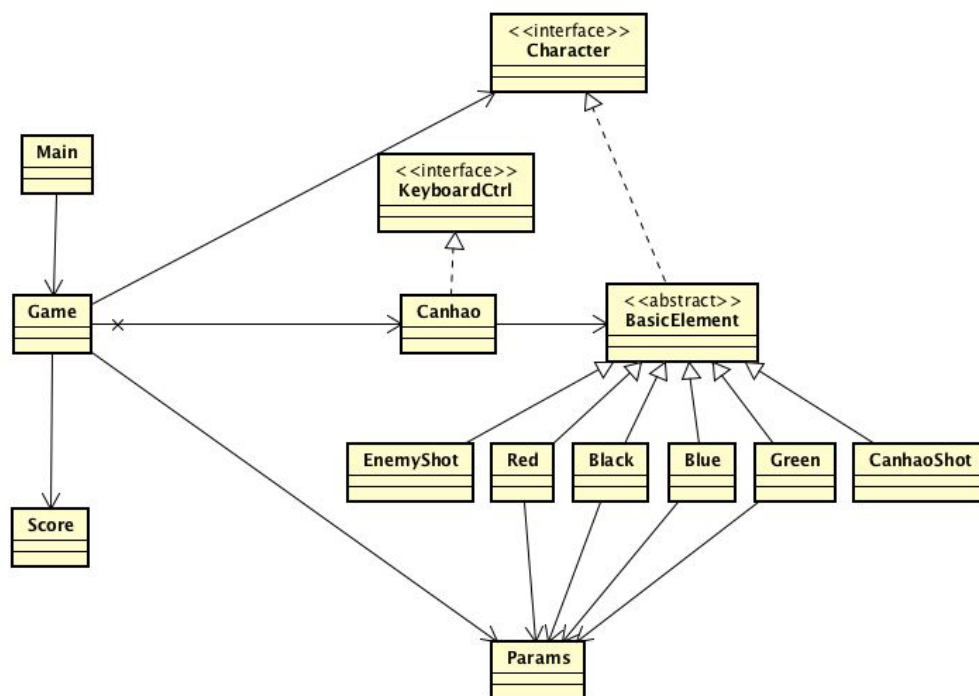 <<interface>>
Character
Main
<<interface>>
KeyboardCtrl
Game
Canhao
<<abstract>>
BasicElement
EnemyShot
Red
Black
Blue
Green
CanhaoShot
Score
Params